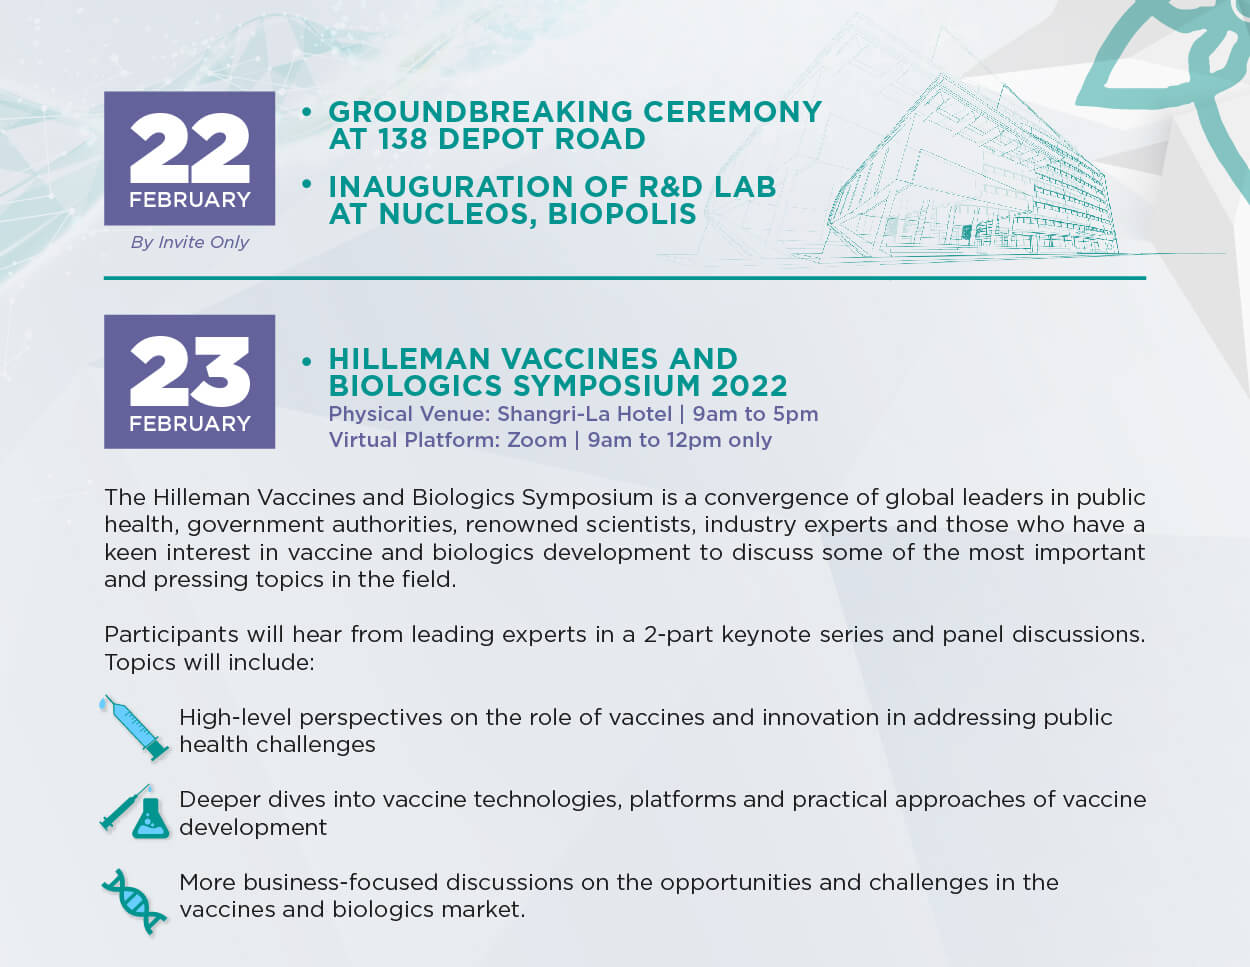 22
FEBRUARY
By Invite Only
• GROUNDBREAKING CEREMONY
AT 138 DEPOT ROAD
• INAUGURATION OF R&D LAB
AT NUCLEOS, BIOPOLIS
23
FEBRUARY
• HILLEMAN VACCINES AND
BIOLOGICS SYMPOSIUM 2022
Physical Venue: Shangri-La Hotel | 9am to 5pm
Virtual Platform: Zoom | 9am to 12pm only
The Hilleman Vaccines and Biologics Symposium is a convergence of global leaders in public
health, government authorities, renowned scientists, industry experts and those who have a
keen interest in vaccine and biologics development to discuss some of the most important
and pressing topics in the field.
Participants will hear from leading experts in a 2-part keynote series and panel discussions.
Topics will include:
High-level perspectives on the role of vaccines and innovation in addressing public
health challenges
Deeper dives into vaccine technologies, platforms and practical approaches of vaccine
development
More business-focused discussions on the opportunities and challenges in the
vaccines and biologics market.